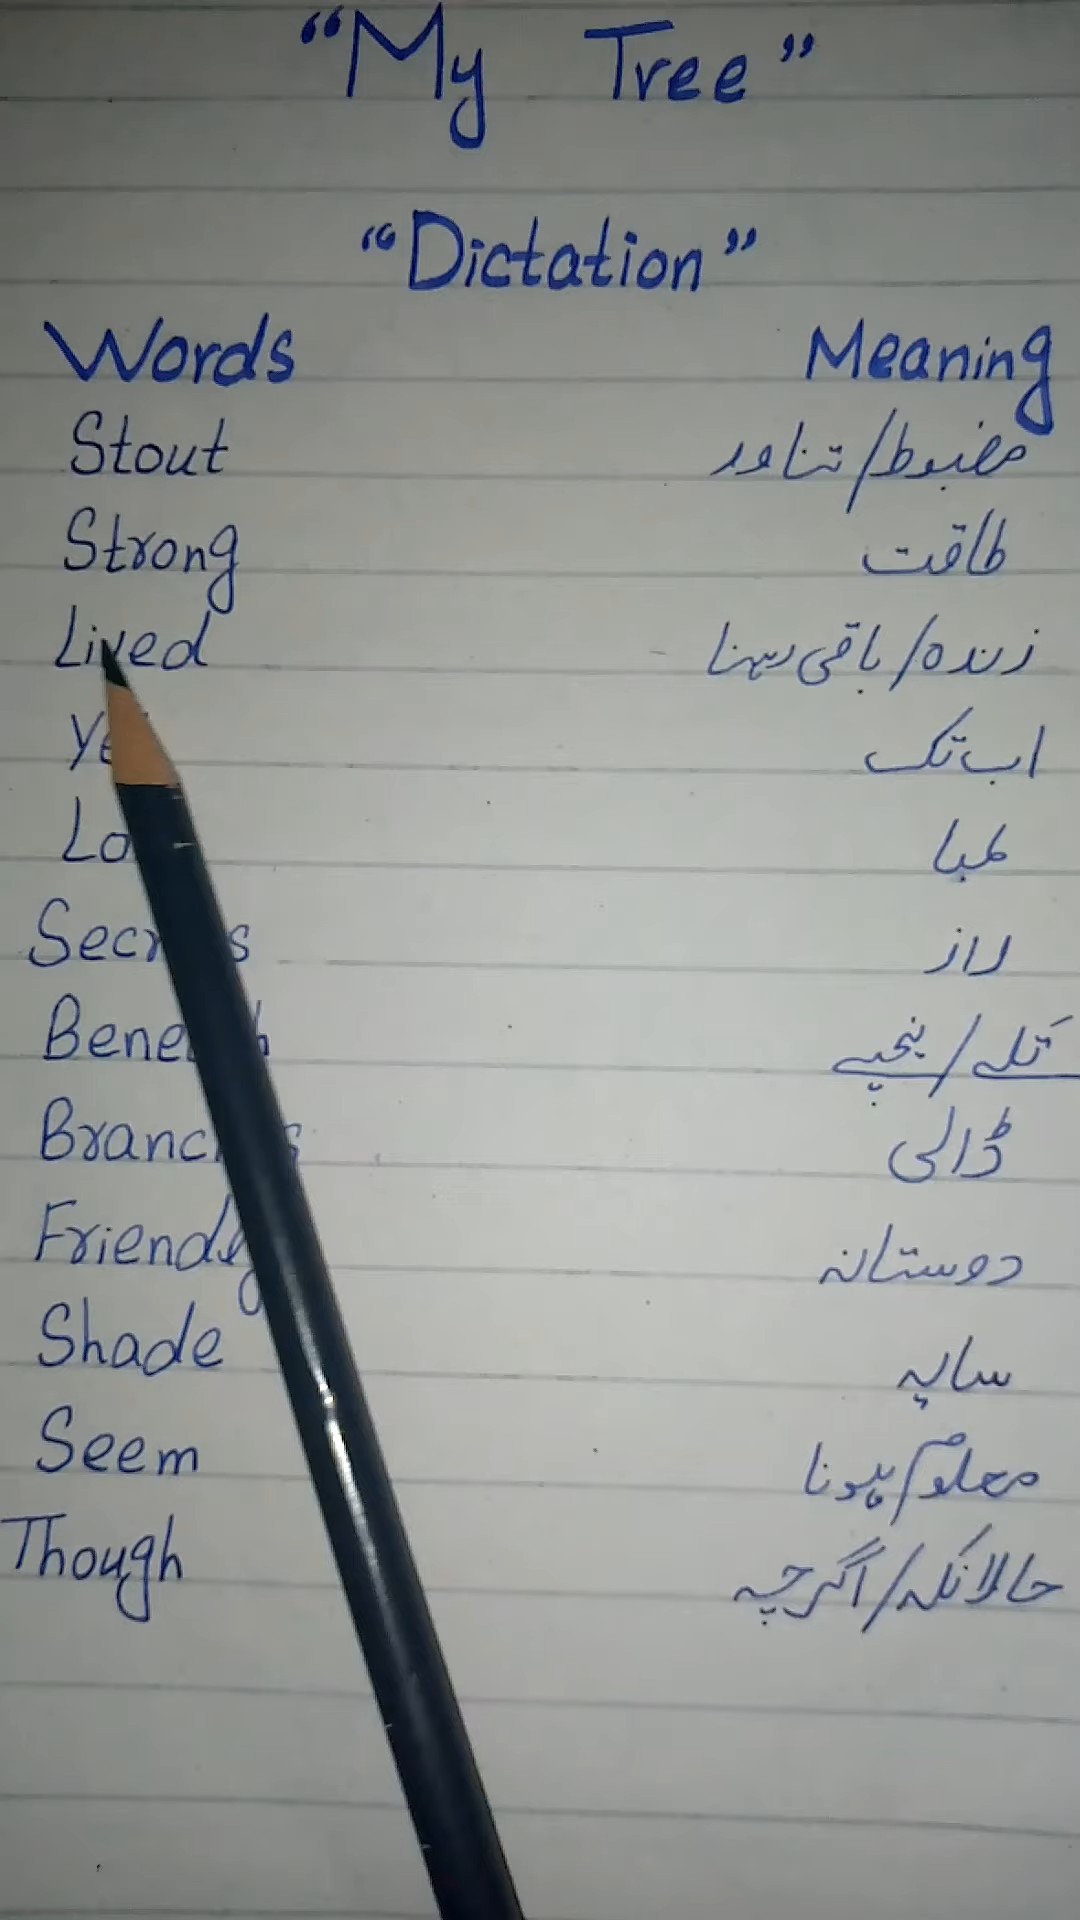 "My Tree"
"Dictation"
Words Meaning
Stout مضبوط/تناور
Strong طاقت
Lived زندہ/باقی رہنا
اب تک
لمبا
راز
تلے/نیچے
ڈالی
Friendly دوستانہ
Shade سایہ
Seem معلوم ہونا
Though حالانکہ/اگرچہ